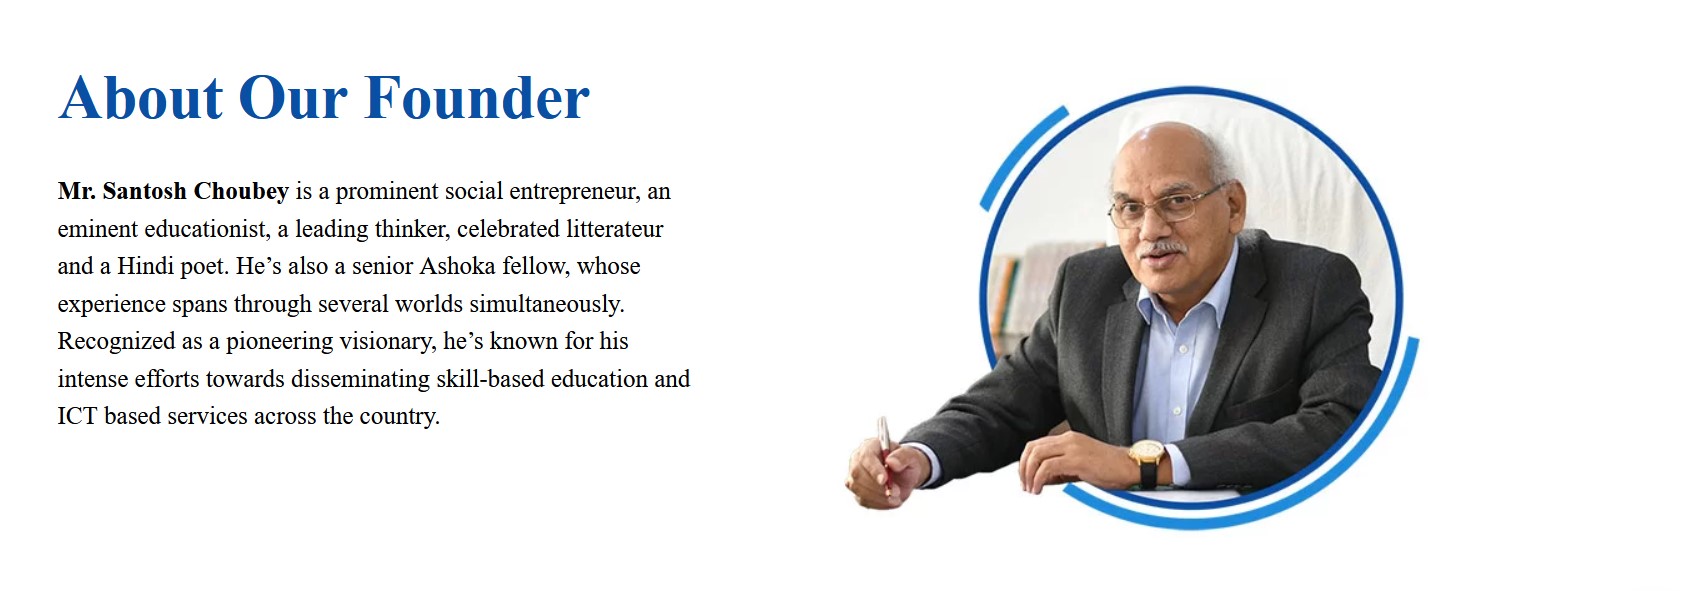 About Our Founder
Mr. Santosh Choubey is a prominent social entrepreneur, an
eminent educationist, a leading thinker, celebrated litterateur
and a Hindi poet. He’s also a senior Ashoka fellow, whose
experience spans through several worlds simultaneously.
Recognized as a pioneering visionary, he’s known for his
intense efforts towards disseminating skill-based education and
ICT based services across the country.